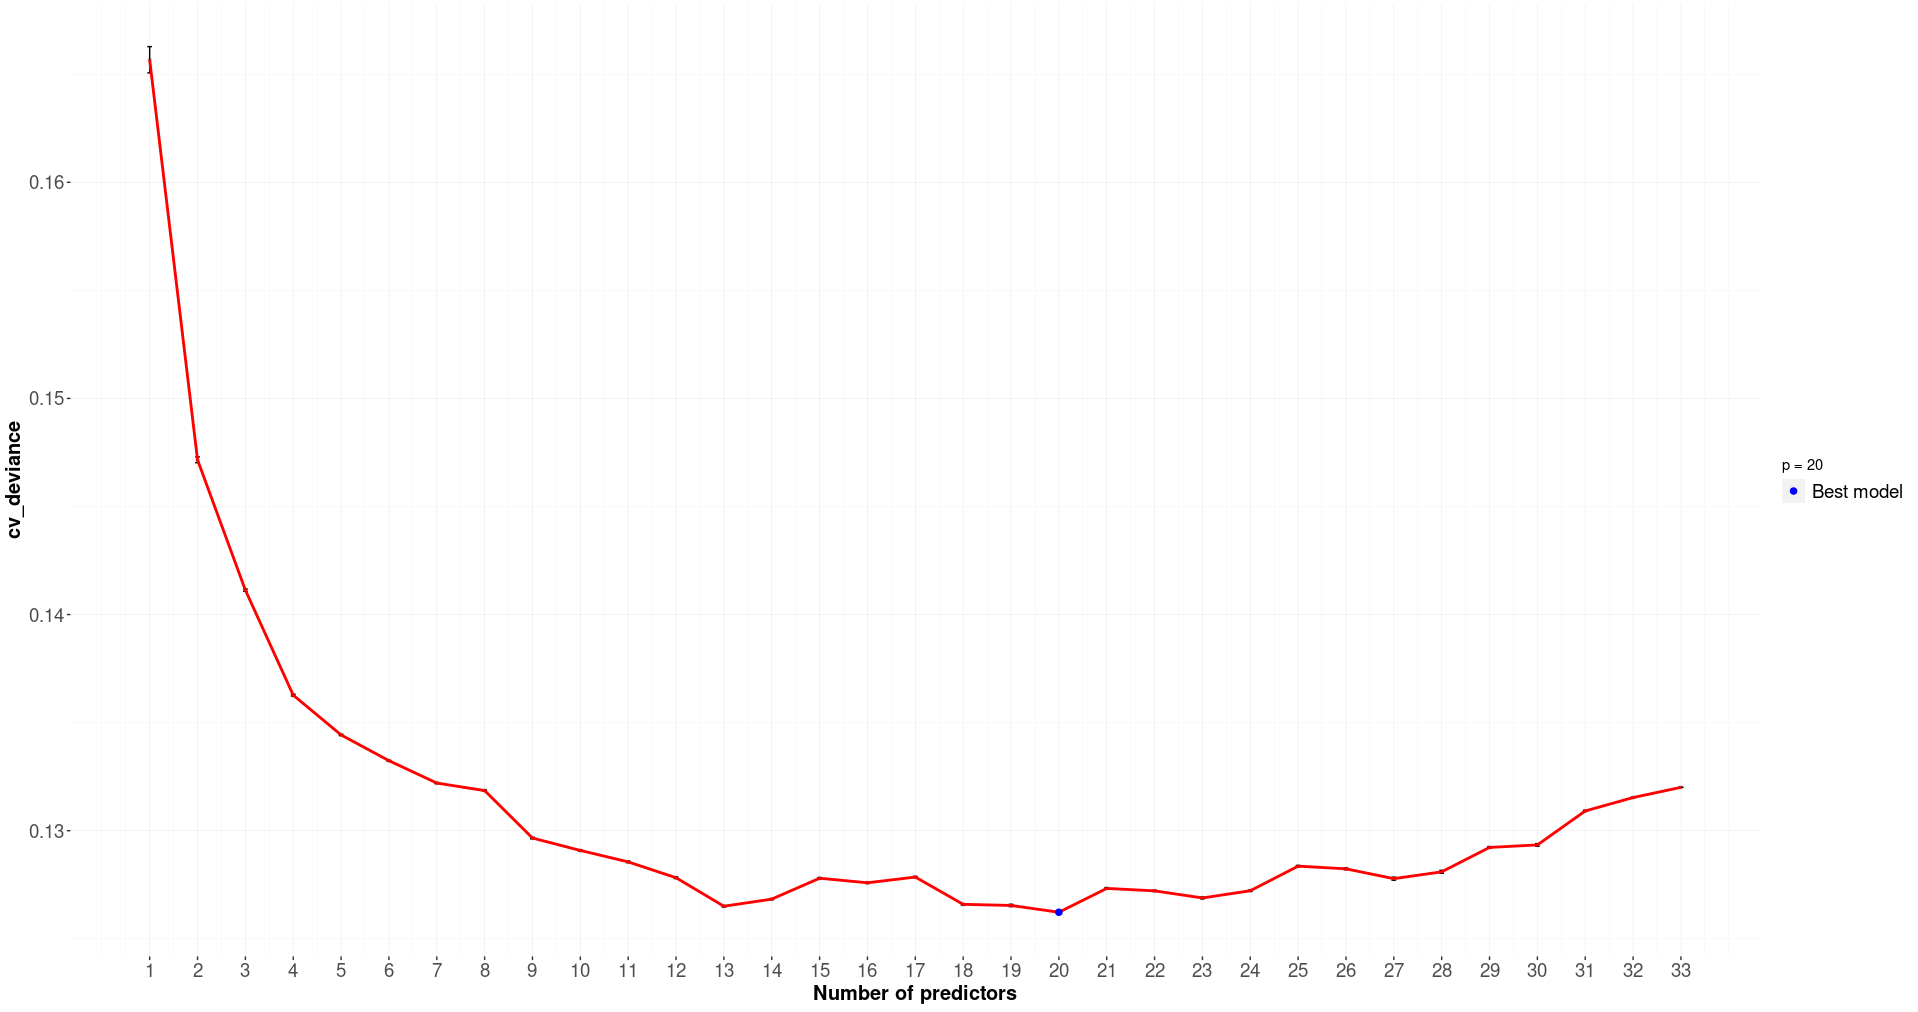 0.16
0.15
0.14
0.13
cv_deviance
1 2 3 4 5 6 7 8 9 10 11 12 13 14 15 16 17 18 19 20 21 22 23 24 25 26 27 28 29 30 31 32 33
Number of predictors
p = 20
Best model